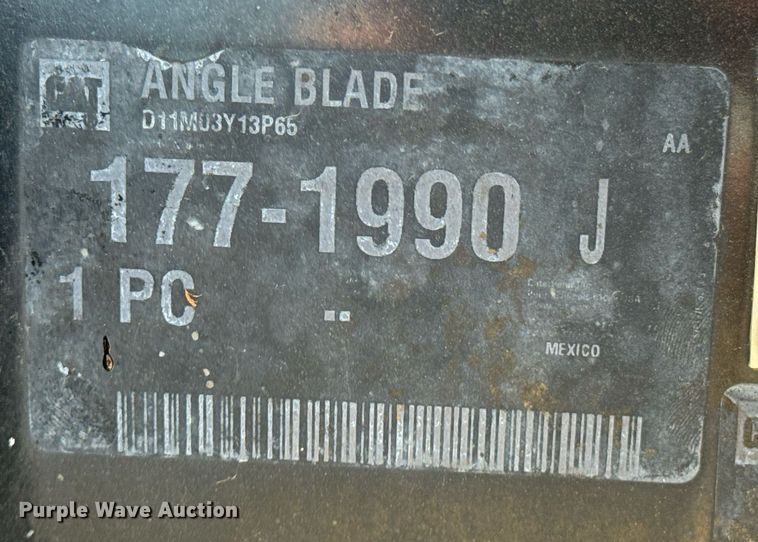 CAT ANGLE BLADE
D11M03Y13P65
AA
177-1990 J
1 PC ..
MEXICO
Purple Wave Auction